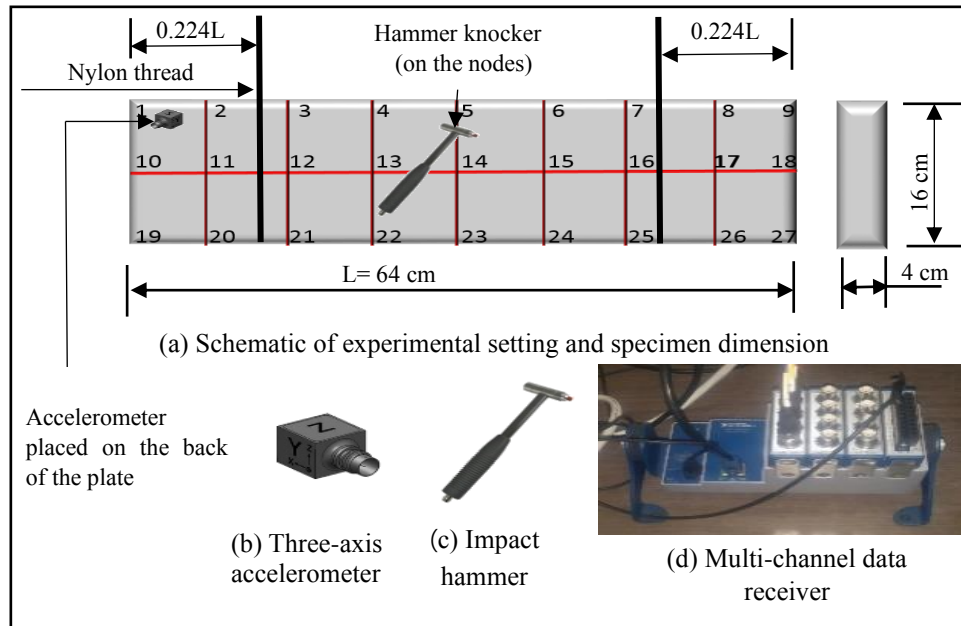 0.224L
Hammer knocker
(on the nodes)
0.224L
Nylon thread
1 2 3 4 5 6 7 8 9
10 11 12 13 14 15 16 17 18
19 20 21 22 23 24 25 26 27
16 cm
L= 64 cm
4 cm
(a) Schematic of experimental setting and specimen dimension
Accelerometer
placed on the back
of the plate
Z
Y
X
Z
(b) Three-axis
accelerometer
(c) Impact
hammer
(d) Multi-channel data
receiver